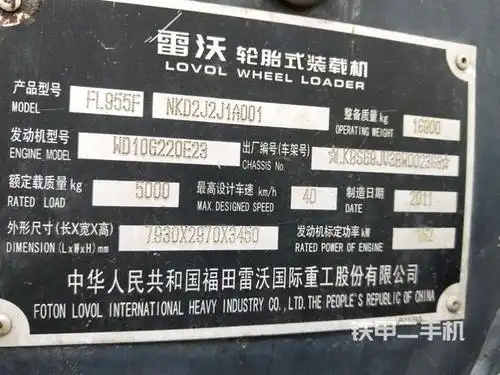 雷沃 轮胎式装载机
LOVOL WHEEL LOADER
产品型号 FL955F NKD2J2J1A001 整备质量 kg 16800
MODEL OPERATING WEIGHT
发动机型号 WD10G220E23 出厂编号(车架号)
ENGINE MODEL CHASSIS No.
额定载质量 kg 5000 最高设计车速 km/h 40 制造日期 2011
RATED LOAD MAX. DESIGNED SPEED DATE
外形尺寸(长X宽X高) 7930X2970X3450 发动机标定功率 kW 162
DIMENSION (LxWxH) mm RATED POWER OF ENGINE
中华人民共和国福田雷沃国际重工股份有限公司
FOTON LOVOL INTERNATIONAL HEAVY INDUSTRY CO., LTD. THE PEOPLE'S REPUBLIC OF CHINA
铁甲二手机